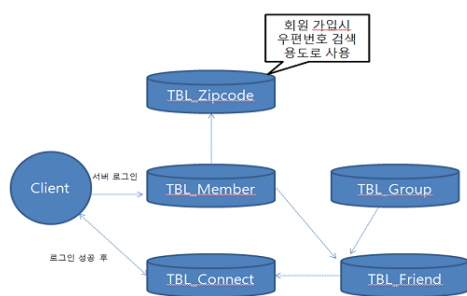 회원 가입시
우편번호 검색
용도로 사용
TBL_Zipcode
Client
서버 로그인
TBL_Member
TBL_Group
로그인 성공 후
TBL_Connect
TBL_Friend